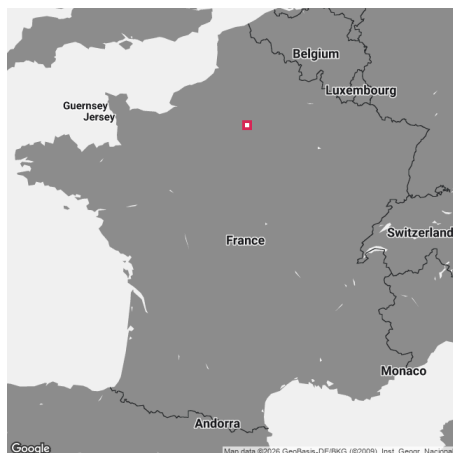 Belgium
Luxembourg
Guernsey
Jersey
Switzerland
France
Monaco
Andorra
Google
Map data ©2026 GeoBasis-DE/BKG (©2009), Inst. Geogr. Nacional